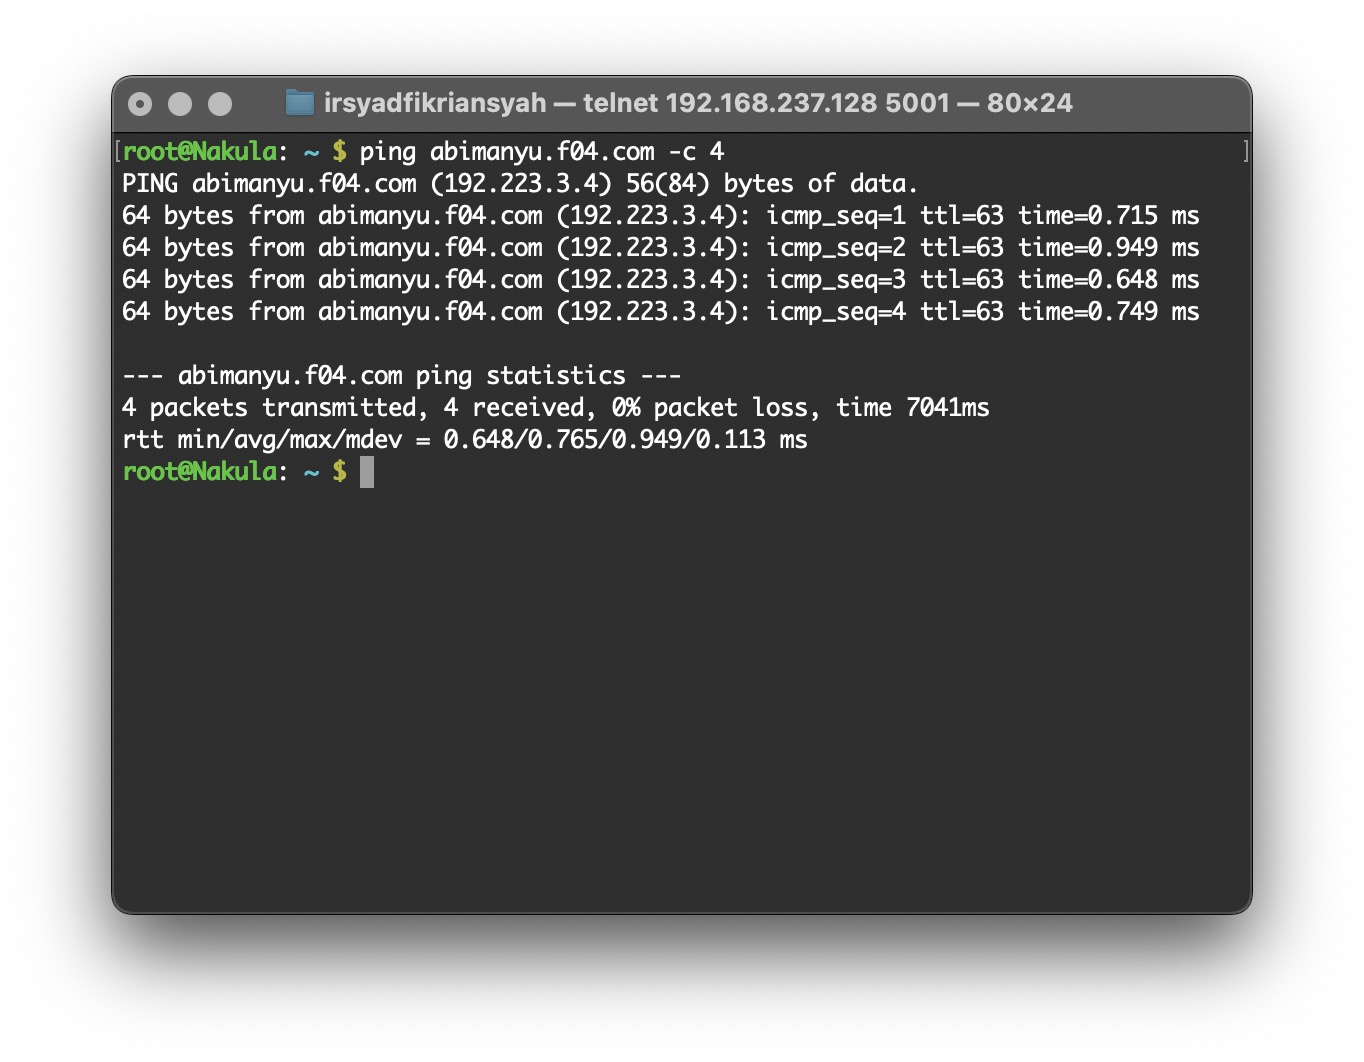 irsyadfikriansyah — telnet 192.168.237.128 5001 — 80×24
[root@Nakula: ~ $ ping abimanyu.f04.com -c 4 ]
PING abimanyu.f04.com (192.223.3.4) 56(84) bytes of data.
64 bytes from abimanyu.f04.com (192.223.3.4): icmp_seq=1 ttl=63 time=0.715 ms
64 bytes from abimanyu.f04.com (192.223.3.4): icmp_seq=2 ttl=63 time=0.949 ms
64 bytes from abimanyu.f04.com (192.223.3.4): icmp_seq=3 ttl=63 time=0.648 ms
64 bytes from abimanyu.f04.com (192.223.3.4): icmp_seq=4 ttl=63 time=0.749 ms
--- abimanyu.f04.com ping statistics ---
4 packets transmitted, 4 received, 0% packet loss, time 7041ms
rtt min/avg/max/mdev = 0.648/0.765/0.949/0.113 ms
root@Nakula: ~ $